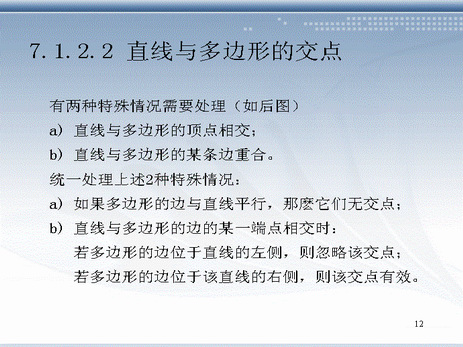 7.1.2.2 直线与多边形的交点
有两种特殊情况需要处理（如后图）
a) 直线与多边形的顶点相交；
b) 直线与多边形的某条边重合。
统一处理上述2种特殊情况：
a) 如果多边形的边与直线平行，那麽它们无交点；
b) 直线与多边形的边的某一端点相交时：
若多边形的边位于直线的左侧，则忽略该交点；
若多边形的边位于该直线的右侧，则该交点有效。
12